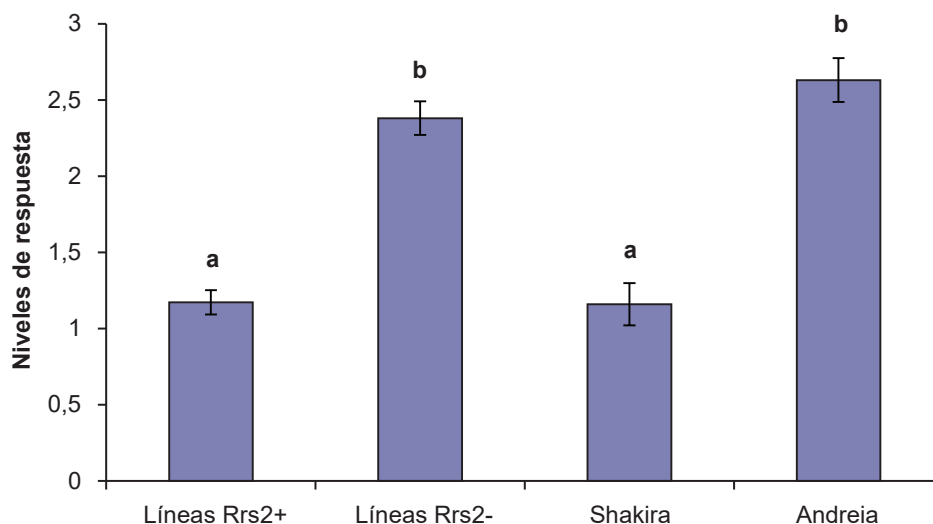 Niveles de respuesta
3
2,5
2
1,5
1
0,5
0
a
b
a
b
Líneas Rrs2+
Líneas Rrs2-
Shakira
Andreia